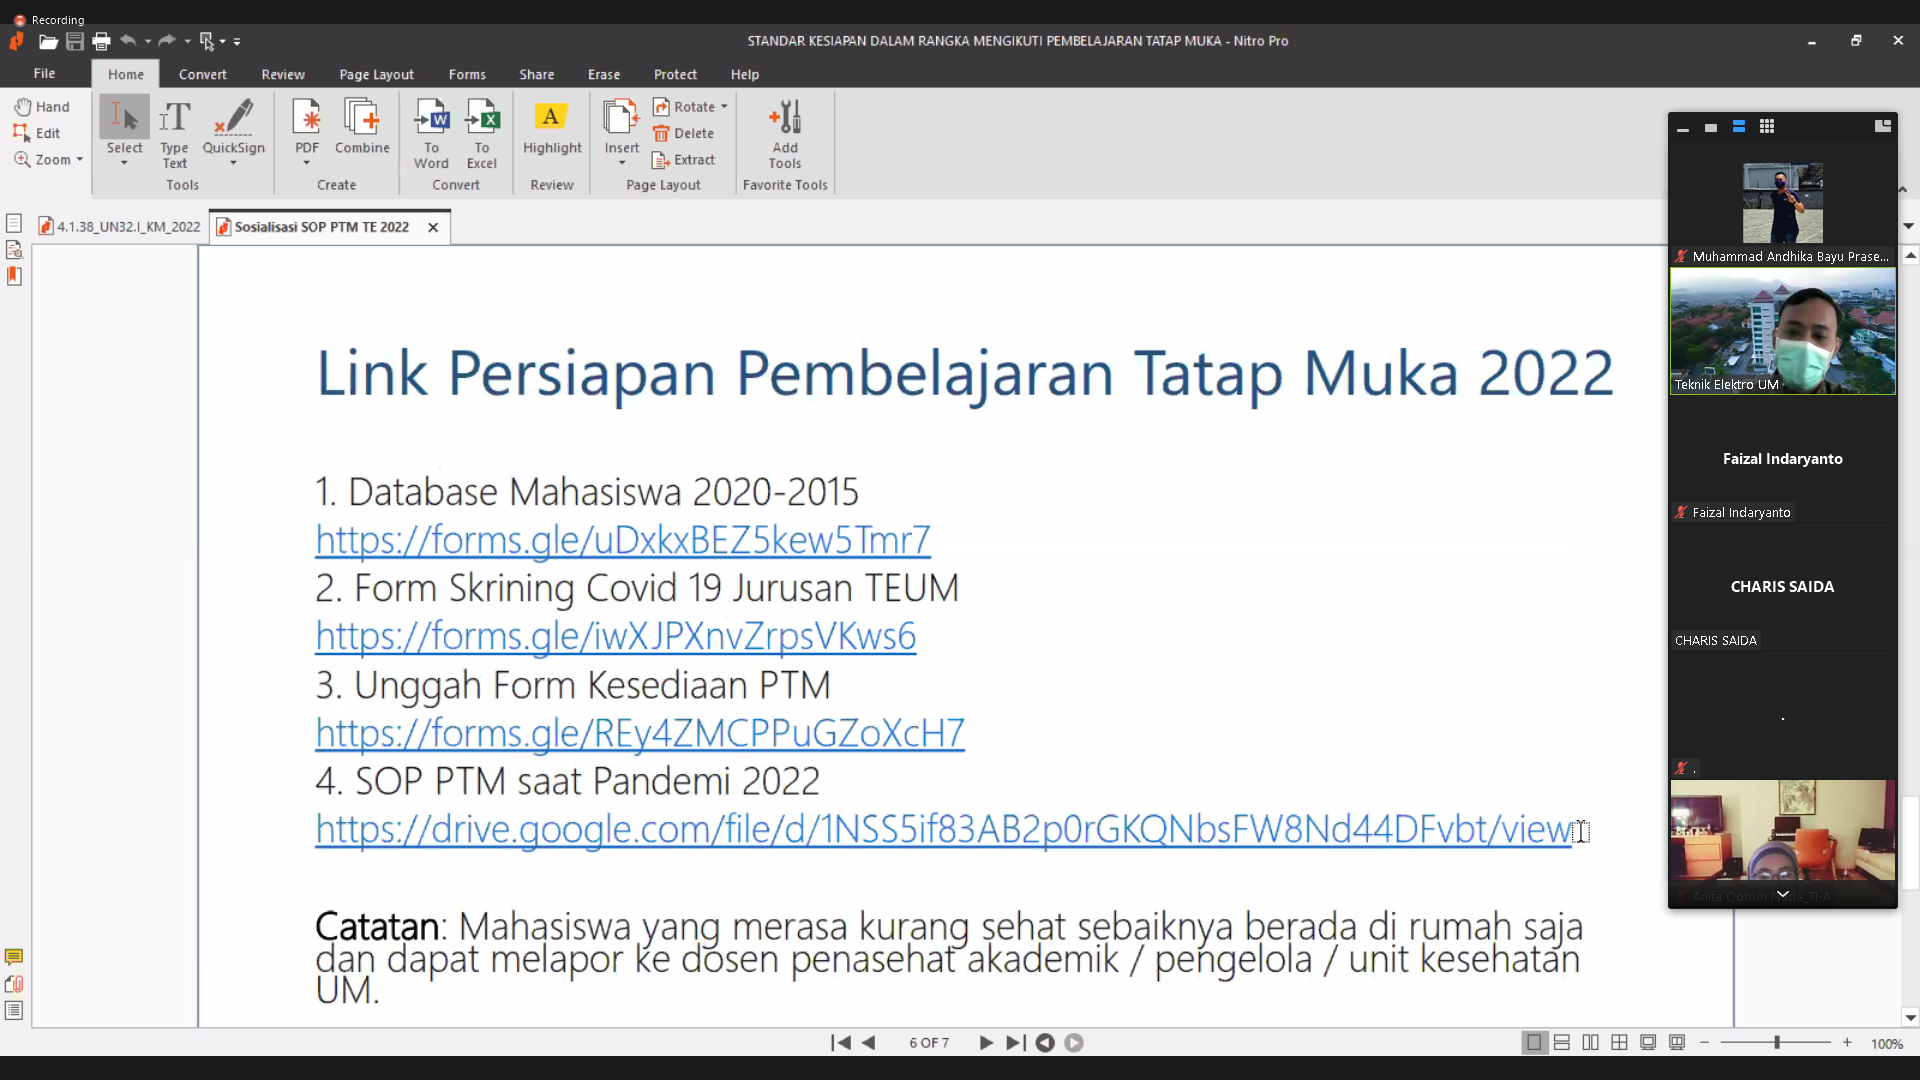 Recording
STANDAR KESIAPAN DALAM RANGKA MENGIKUTI PEMBELAJARAN TATAP MUKA - Nitro Pro
File Home Convert Review Page Layout Forms Share Erase Protect Help
Hand
Edit
Zoom
Select
Type Text
QuickSign
Tools
PDF
Combine
Create
To Word
To Excel
Convert
Highlight
Review
Insert
Rotate
Delete
Extract
Page Layout
Add Tools
Favorite Tools
4.1.38_UN32.I_KM_2022
Sosialisasi SOP PTM TE 2022
Link Persiapan Pembelajaran Tatap Muka 2022
1. Database Mahasiswa 2020-2015
https://forms.gle/uDxkxBEZ5kew5Tmr7
2. Form Skrining Covid 19 Jurusan TEUM
https://forms.gle/iwXJPXnvZrpsVKws6
3. Unggah Form Kesediaan PTM
https://forms.gle/REy4ZMCPPuGZoXcH7
4. SOP PTM saat Pandemi 2022
https://drive.google.com/file/d/1NSS5if83AB2p0rGKQNbsFW8Nd44DFvbt/view
Catatan: Mahasiswa yang merasa kurang sehat sebaiknya berada di rumah saja
dan dapat melapor ke dosen penasehat akademik / pengelola / unit kesehatan
UM.
Muhammad Andhika Bayu Prase...
Teknik Elektro UM
Faizal Indaryanto
Faizal Indaryanto
CHARIS SAIDA
CHARIS SAIDA
.
.
Anita Qotrun Nada_TI-A
6 OF 7
100%